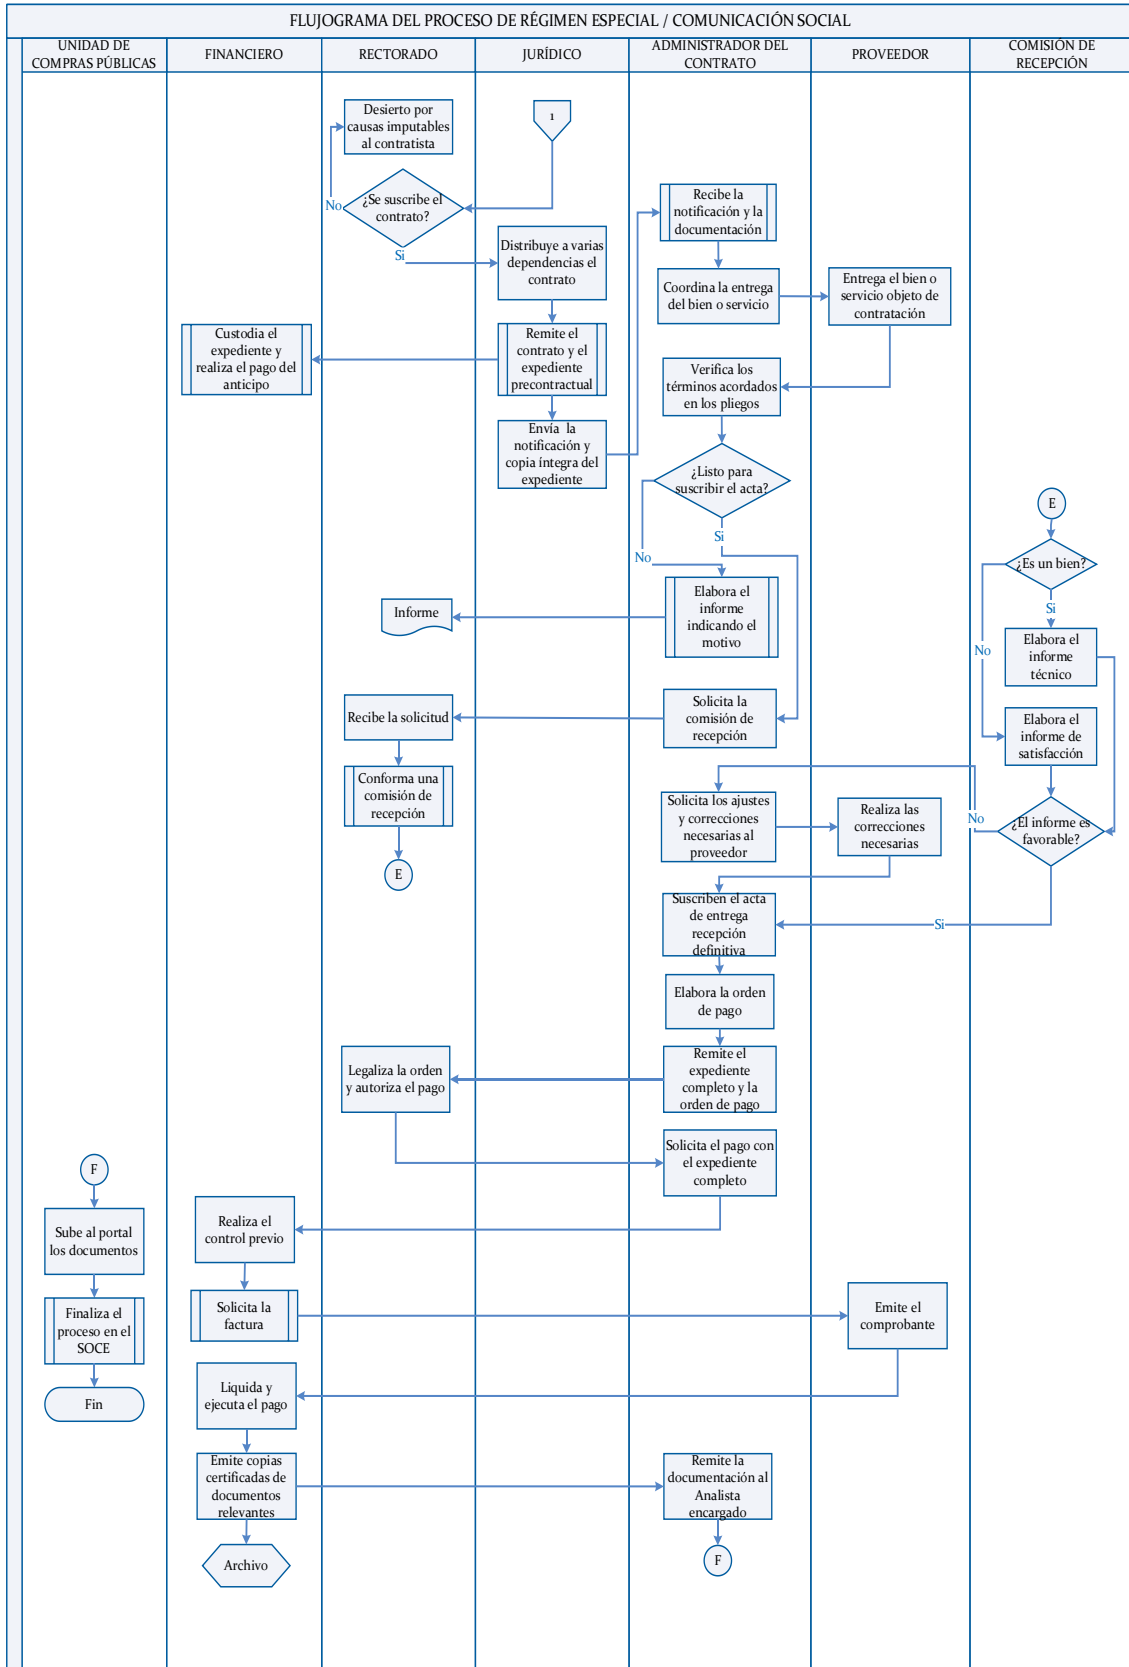 FLUJOGRAMA DEL PROCESO DE RÉGIMEN ESPECIAL / COMUNICACIÓN SOCIAL
UNIDAD DE
COMPRAS PÚBLICAS
FINANCIERO
RECTORADO
JURÍDICO
ADMINISTRADOR DEL
CONTRATO
PROVEEDOR
COMISIÓN DE
RECEPCIÓN
Desierto por
causas imputables
al contratista
1
¿Se suscribe el
contrato?
No
Si
Recibe la
notificación y la
documentación
Distribuye a varias
dependencias el
contrato
Coordina la entrega
del bien o servicio
Entrega el bien o
servicio objeto de
contratación
Custodia el
expediente y
realiza el pago del
anticipo
Remite el
contrato y el
expediente
precontractual
Verifica los
términos acordados
en los pliegos
Envía la
notificación y
copia íntegra del
expediente
¿Listo para
suscribir el acta?
Si
No
E
¿Es un bien?
Si
No
Elabora el
informe
indicando el
motivo
Informe
Elabora el
informe
técnico
Solicita la
comisión de
recepción
Recibe la solicitud
Elabora el
informe de
satisfacción
Conforma una
comisión de
recepción
Solicita los ajustes
y correcciones
necesarias al
proveedor
Realiza las
correcciones
necesarias
No
¿El informe es
favorable?
E
Suscriben el acta
de entrega
recepción
definitiva
Si
Elabora la orden
de pago
Legaliza la orden
y autoriza el pago
Remite el
expediente
completo y la
orden de pago
Solicita el pago con
el expediente
completo
F
Sube al portal
los documentos
Realiza el
control previo
Finaliza el
proceso en el
SOCE
Solicita la
factura
Emite el
comprobante
Fin
Liquida y
ejecuta el pago
Emite copias
certificadas de
documentos
relevantes
Remite la
documentación al
Analista
encargado
Archivo
F